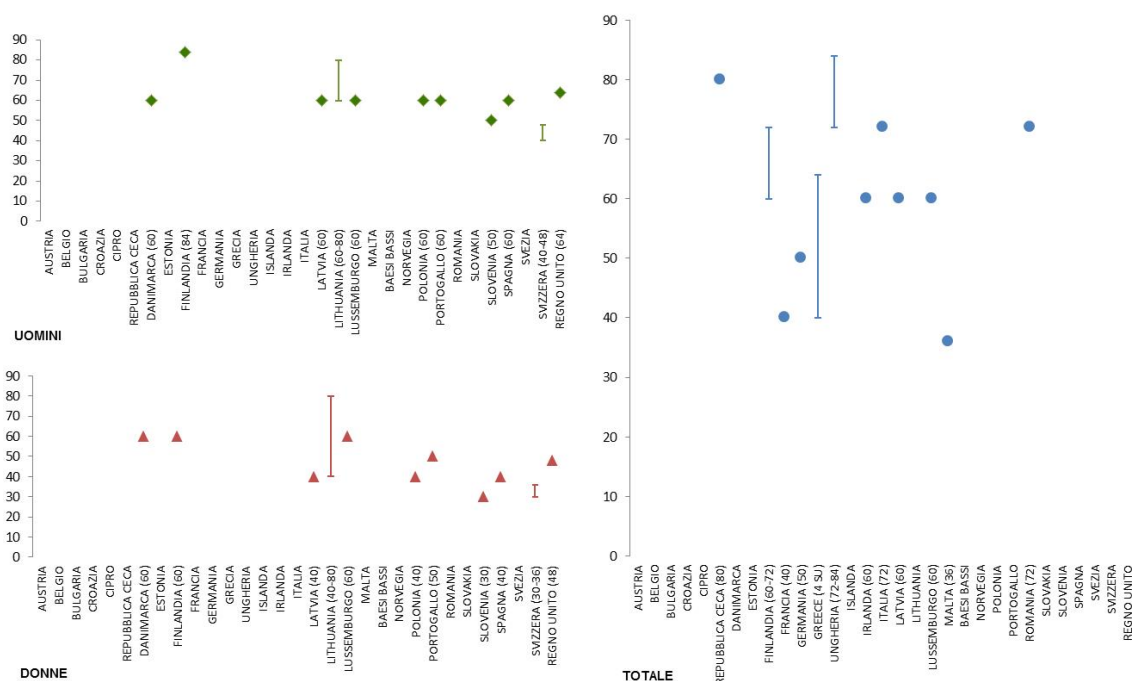 90
80
70
60
50
40
30
20
10
0
AUSTRIA
BELGIO
BULGARIA
CROAZIA
CIPRO
REPUBBLICA CECA
DANIMARCA (60)
ESTONIA
FINLANDIA (84)
FRANCIA
GERMANIA
GRECIA
UNGHERIA
ISLANDA
IRLANDA
ITALIA
LATVIA (60)
LITHUANIA (60-80)
LUSSEMBURGO (60)
MALTA
BAESI BASSI
NORVEGIA
POLONIA (60)
PORTOGALLO (60)
ROMANIA
SLOVAKIA
SLOVENIA (50)
SPAGNA (60)
SVEZIA
SVIZZERA (40-48)
REGNO UNITO (64)
UOMINI
90
80
70
60
50
40
30
20
10
0
AUSTRIA
BELGIO
BULGARIA
CROAZIA
CIPRO
REPUBBLICA CECA
DANIMARCA (60)
ESTONIA
FINLANDIA (60)
FRANCIA
GERMANIA
GRECIA
UNGHERIA
ISLANDA
IRLANDA
ITALIA
LATVIA (40)
LITHUANIA (40-80)
LUSSEMBURGO (60)
MALTA
BAESI BASSI
NORVEGIA
POLONIA (40)
PORTOGALLO (50)
ROMANIA
SLOVAKIA
SLOVENIA (30)
SPAGNA (40)
SVEZIA
SVIZZERA (30-36)
REGNO UNITO (48)
DONNE
90
80
70
60
50
40
30
20
10
0
AUSTRIA
BELGIO
BULGARIA
CROAZIA
CIPRO
REPUBBLICA CECA (80)
DANIMARCA
ESTONIA
FINLANDIA (60-72)
FRANCIA (40)
GERMANIA (50)
GREECE (4 SU)
UNGHERIA (72-84)
ISLANDA
IRLANDA (60)
ITALIA (72)
LATVIA (60)
LITHUANIA
LUSSEMBURGO (60)
MALTA (36)
BAESI BASSI
NORVEGIA
POLONIA
PORTOGALLO
ROMANIA (72)
SLOVAKIA
SLOVENIA
SPAGNA
SVEZIA
SVIZZERA
REGNO UNITO
TOTALE